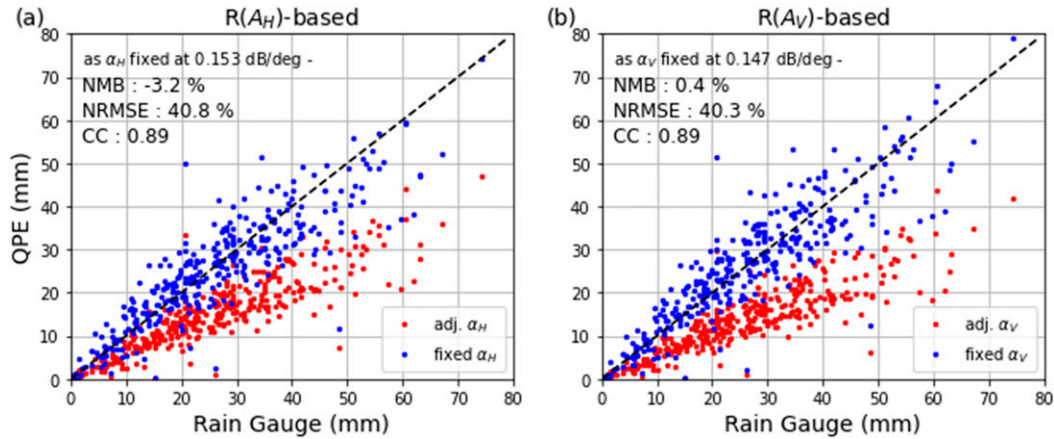 (a)
R(A_H)-based
80
70
60
50
40
30
20
10
0
QPE (mm)
as α_H fixed at 0.153 dB/deg -
NMB : -3.2 %
NRMSE : 40.8 %
CC : 0.89
adj. α_H
fixed α_H
0 10 20 30 40 50 60 70 80
Rain Gauge (mm)
(b)
R(A_V)-based
80
70
60
50
40
30
20
10
0
as α_V fixed at 0.147 dB/deg -
NMB : 0.4 %
NRMSE : 40.3 %
CC : 0.89
adj. α_V
fixed α_V
0 10 20 30 40 50 60 70 80
Rain Gauge (mm)